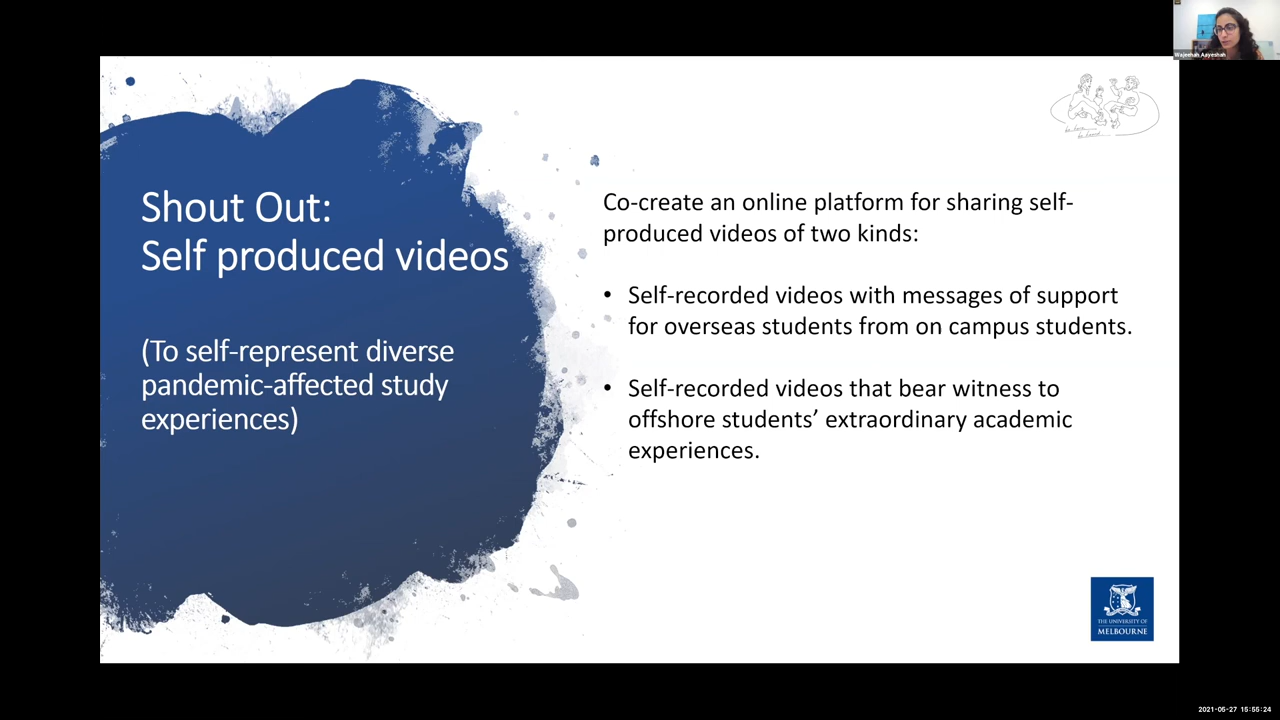 Wajeehah Aayeshah
Shout Out:
Self produced videos
(To self-represent diverse
pandemic-affected study
experiences)
Co-create an online platform for sharing self-
produced videos of two kinds:
• Self-recorded videos with messages of support
for overseas students from on campus students.
• Self-recorded videos that bear witness to
offshore students’ extraordinary academic
experiences.
THE UNIVERSITY OF
MELBOURNE
2021-05-27 15:55:24